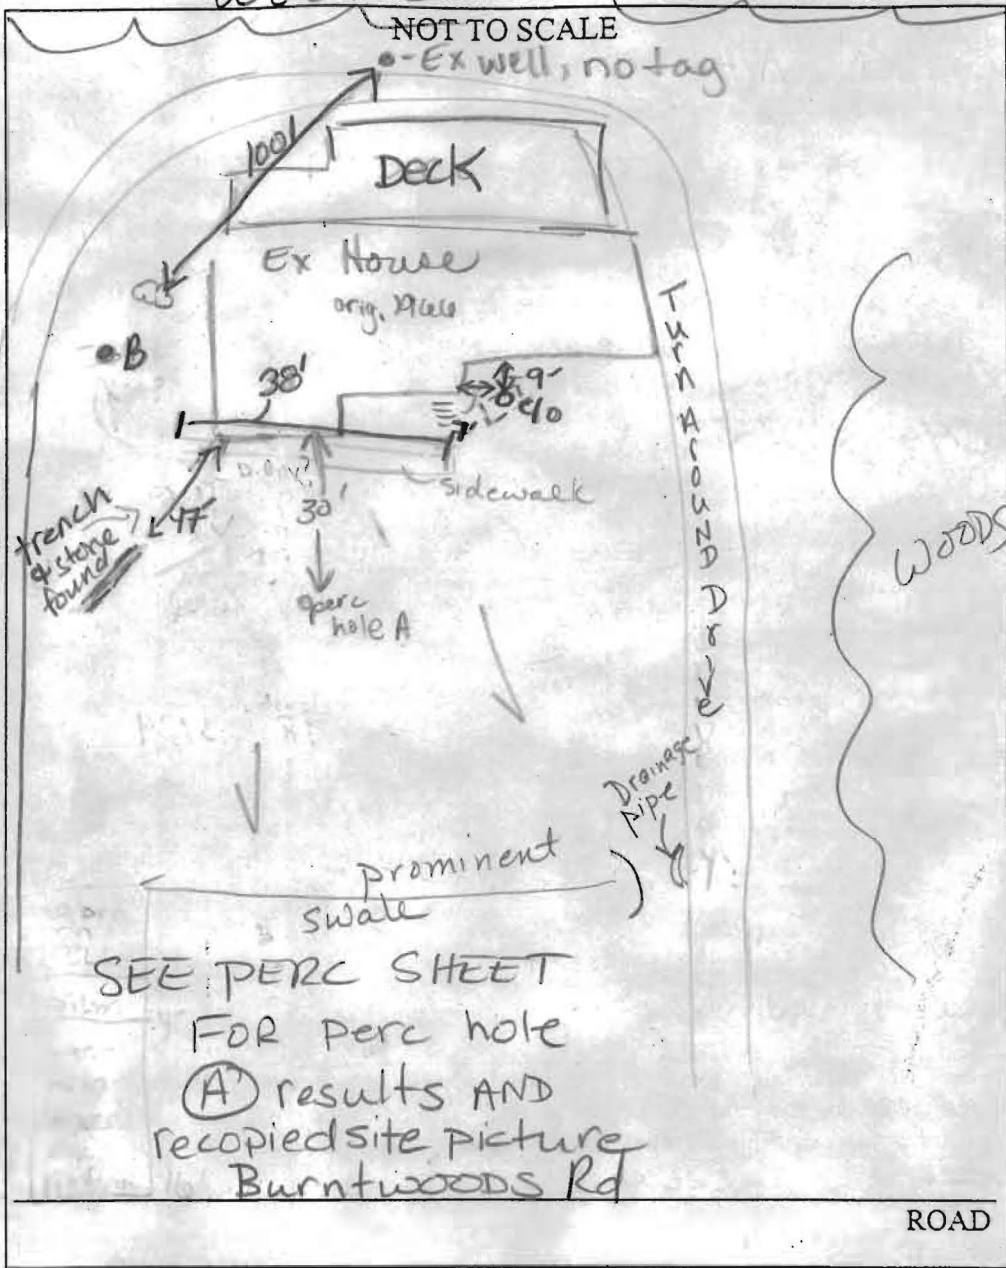 NOT TO SCALE
Ex well, no tag
100'
Deck
Ex House
orig.
B
38'
9'
c/o
Sidewalk
trench
& stone
found
47'
30'
perc
hole A
Turn Around Drive
WOODS
Drainage
pipe
prominent
swale
SEE PERC SHEET
FOR perc hole
(A) results AND
recopied site picture
Burntwoods Rd
ROAD